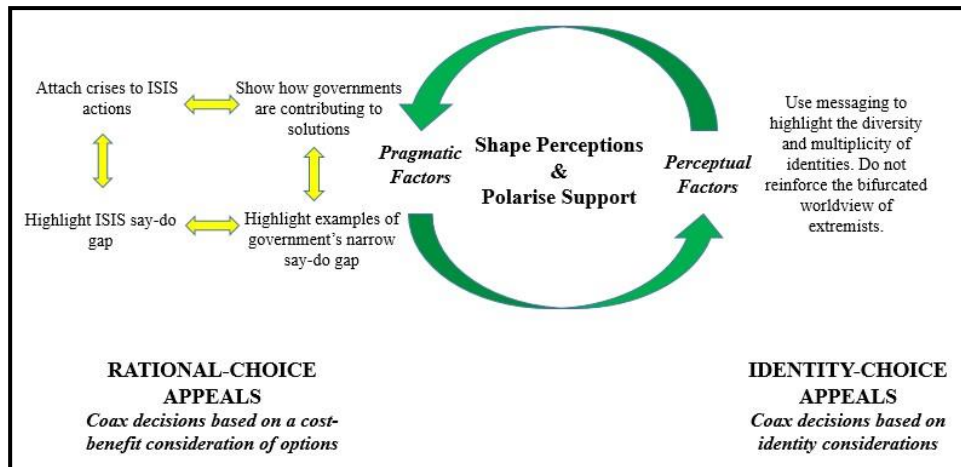 Attach crises to ISIS
actions
Show how governments
are contributing to
solutions
Highlight ISIS say-do
gap
Highlight examples of
government's narrow
say-do gap
Pragmatic
Factors
Shape Perceptions
&
Polarise Support
Perceptual
Factors
Use messaging to
highlight the diversity
and multiplicity of
identities. Do not
reinforce the bifurcated
worldview of
extremists.
RATIONAL-CHOICE
APPEALS
Coax decisions based on a cost-
benefit consideration of options
IDENTITY-CHOICE
APPEALS
Coax decisions based on
identity considerations